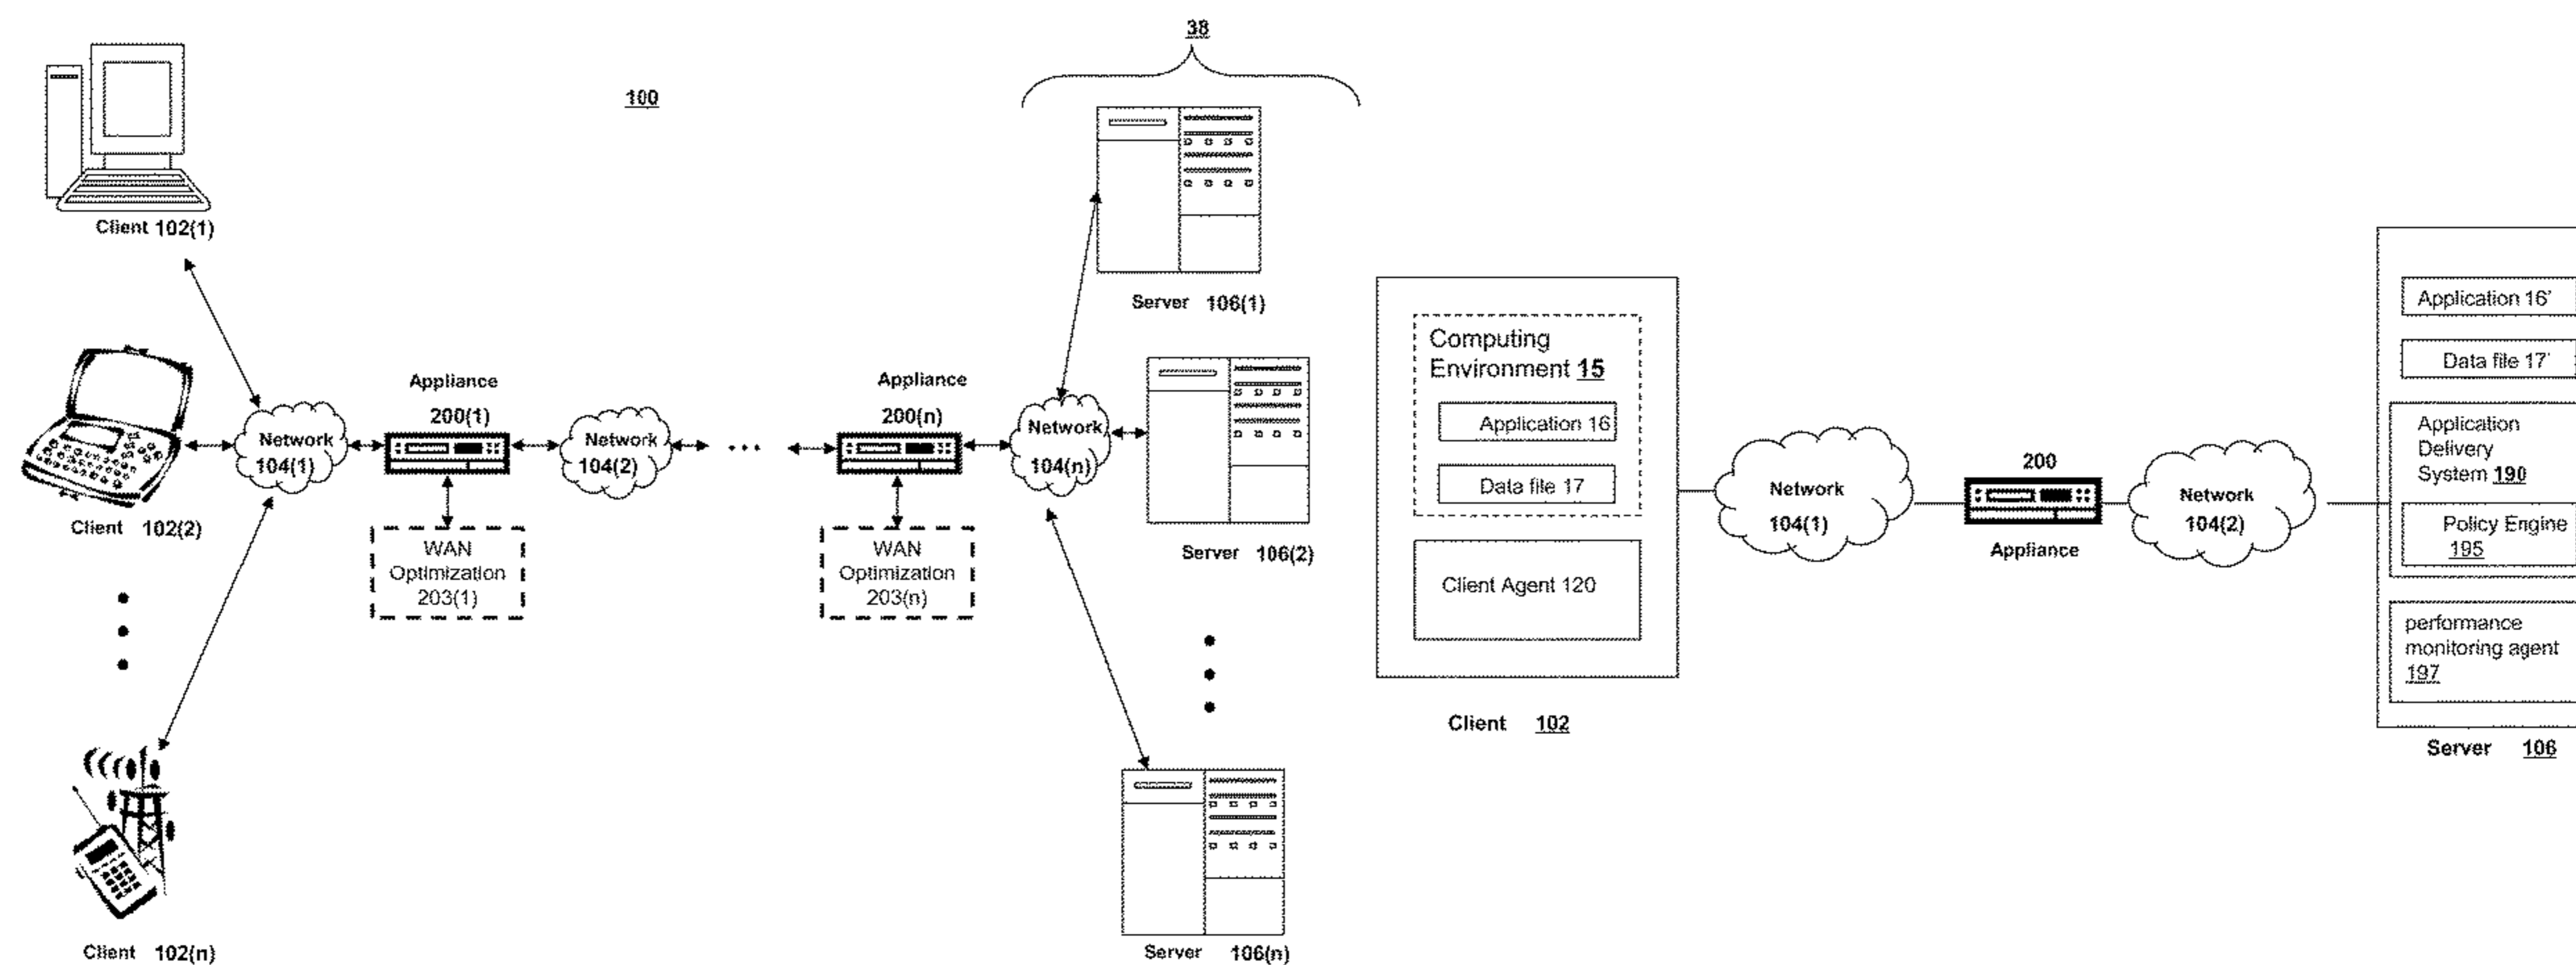 38
100
Client 102(1)
Server 106(1)
Appliance
200(1)
Appliance
200(n)
Network
104(1)
Network
104(2)
...
Network
104(n)
Client 102(2)
WAN
Optimization
203(1)
WAN
Optimization
203(n)
Server 106(2)
Client 102(n)
Server 106(n)
Computing
Environment 15
Application 16
Data file 17
Client Agent 120
Client 102
Network
104(1)
200
Appliance
Network
104(2)
Application 16'
Data file 17'
Application
Delivery
System 190
Policy Engine
195
performance
monitoring agent
197
Server 106